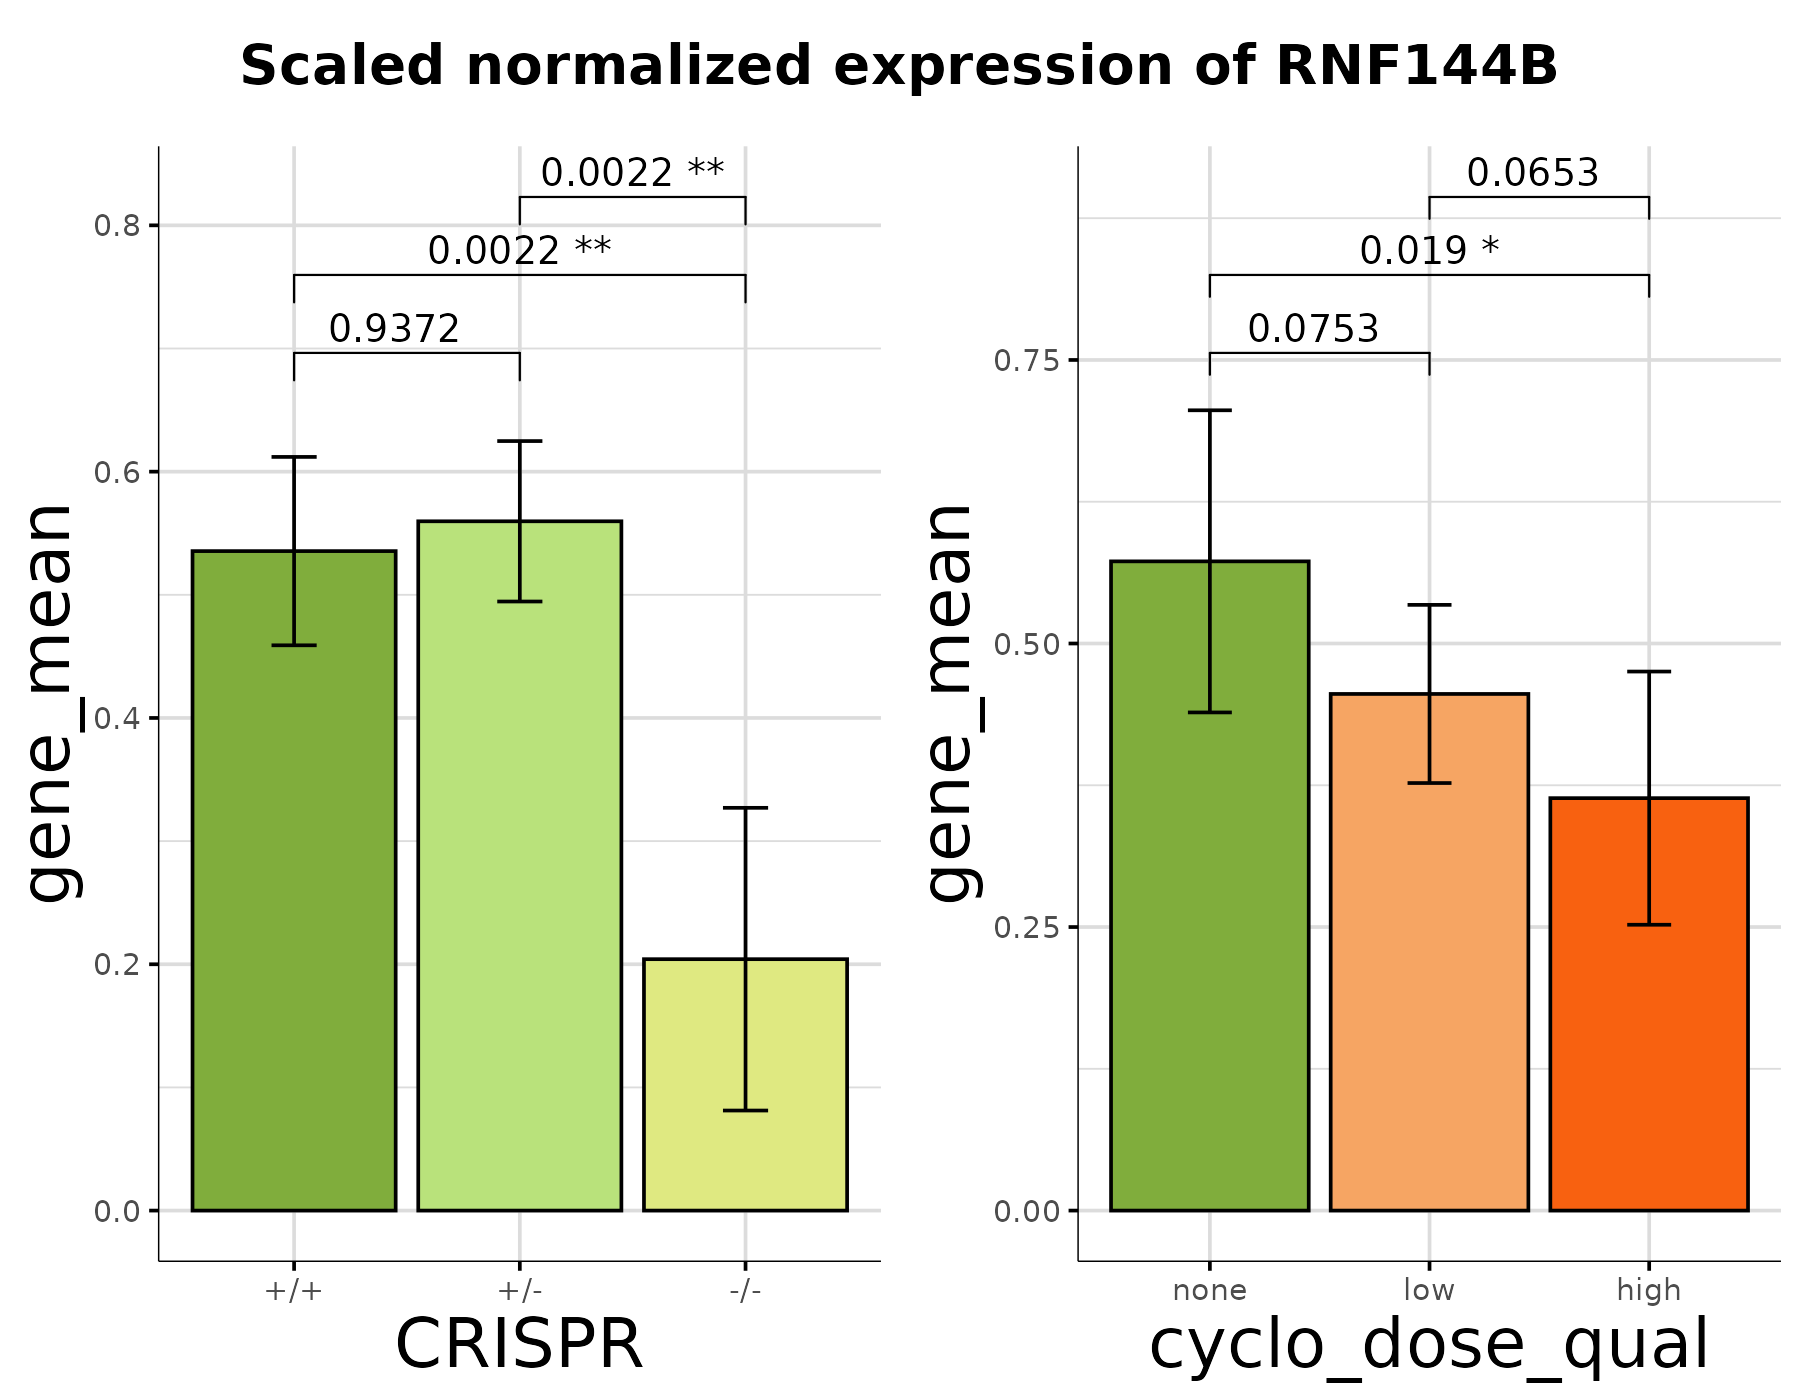 Scaled normalized expression of RNF144B
gene_mean
0.8
0.6
0.4
0.2
0.0
0.0022 **
0.0022 **
0.9372
+/+ +/- -/-
CRISPR
gene_mean
0.75
0.50
0.25
0.00
0.0653
0.019 *
0.0753
none low high
cyclo_dose_qual